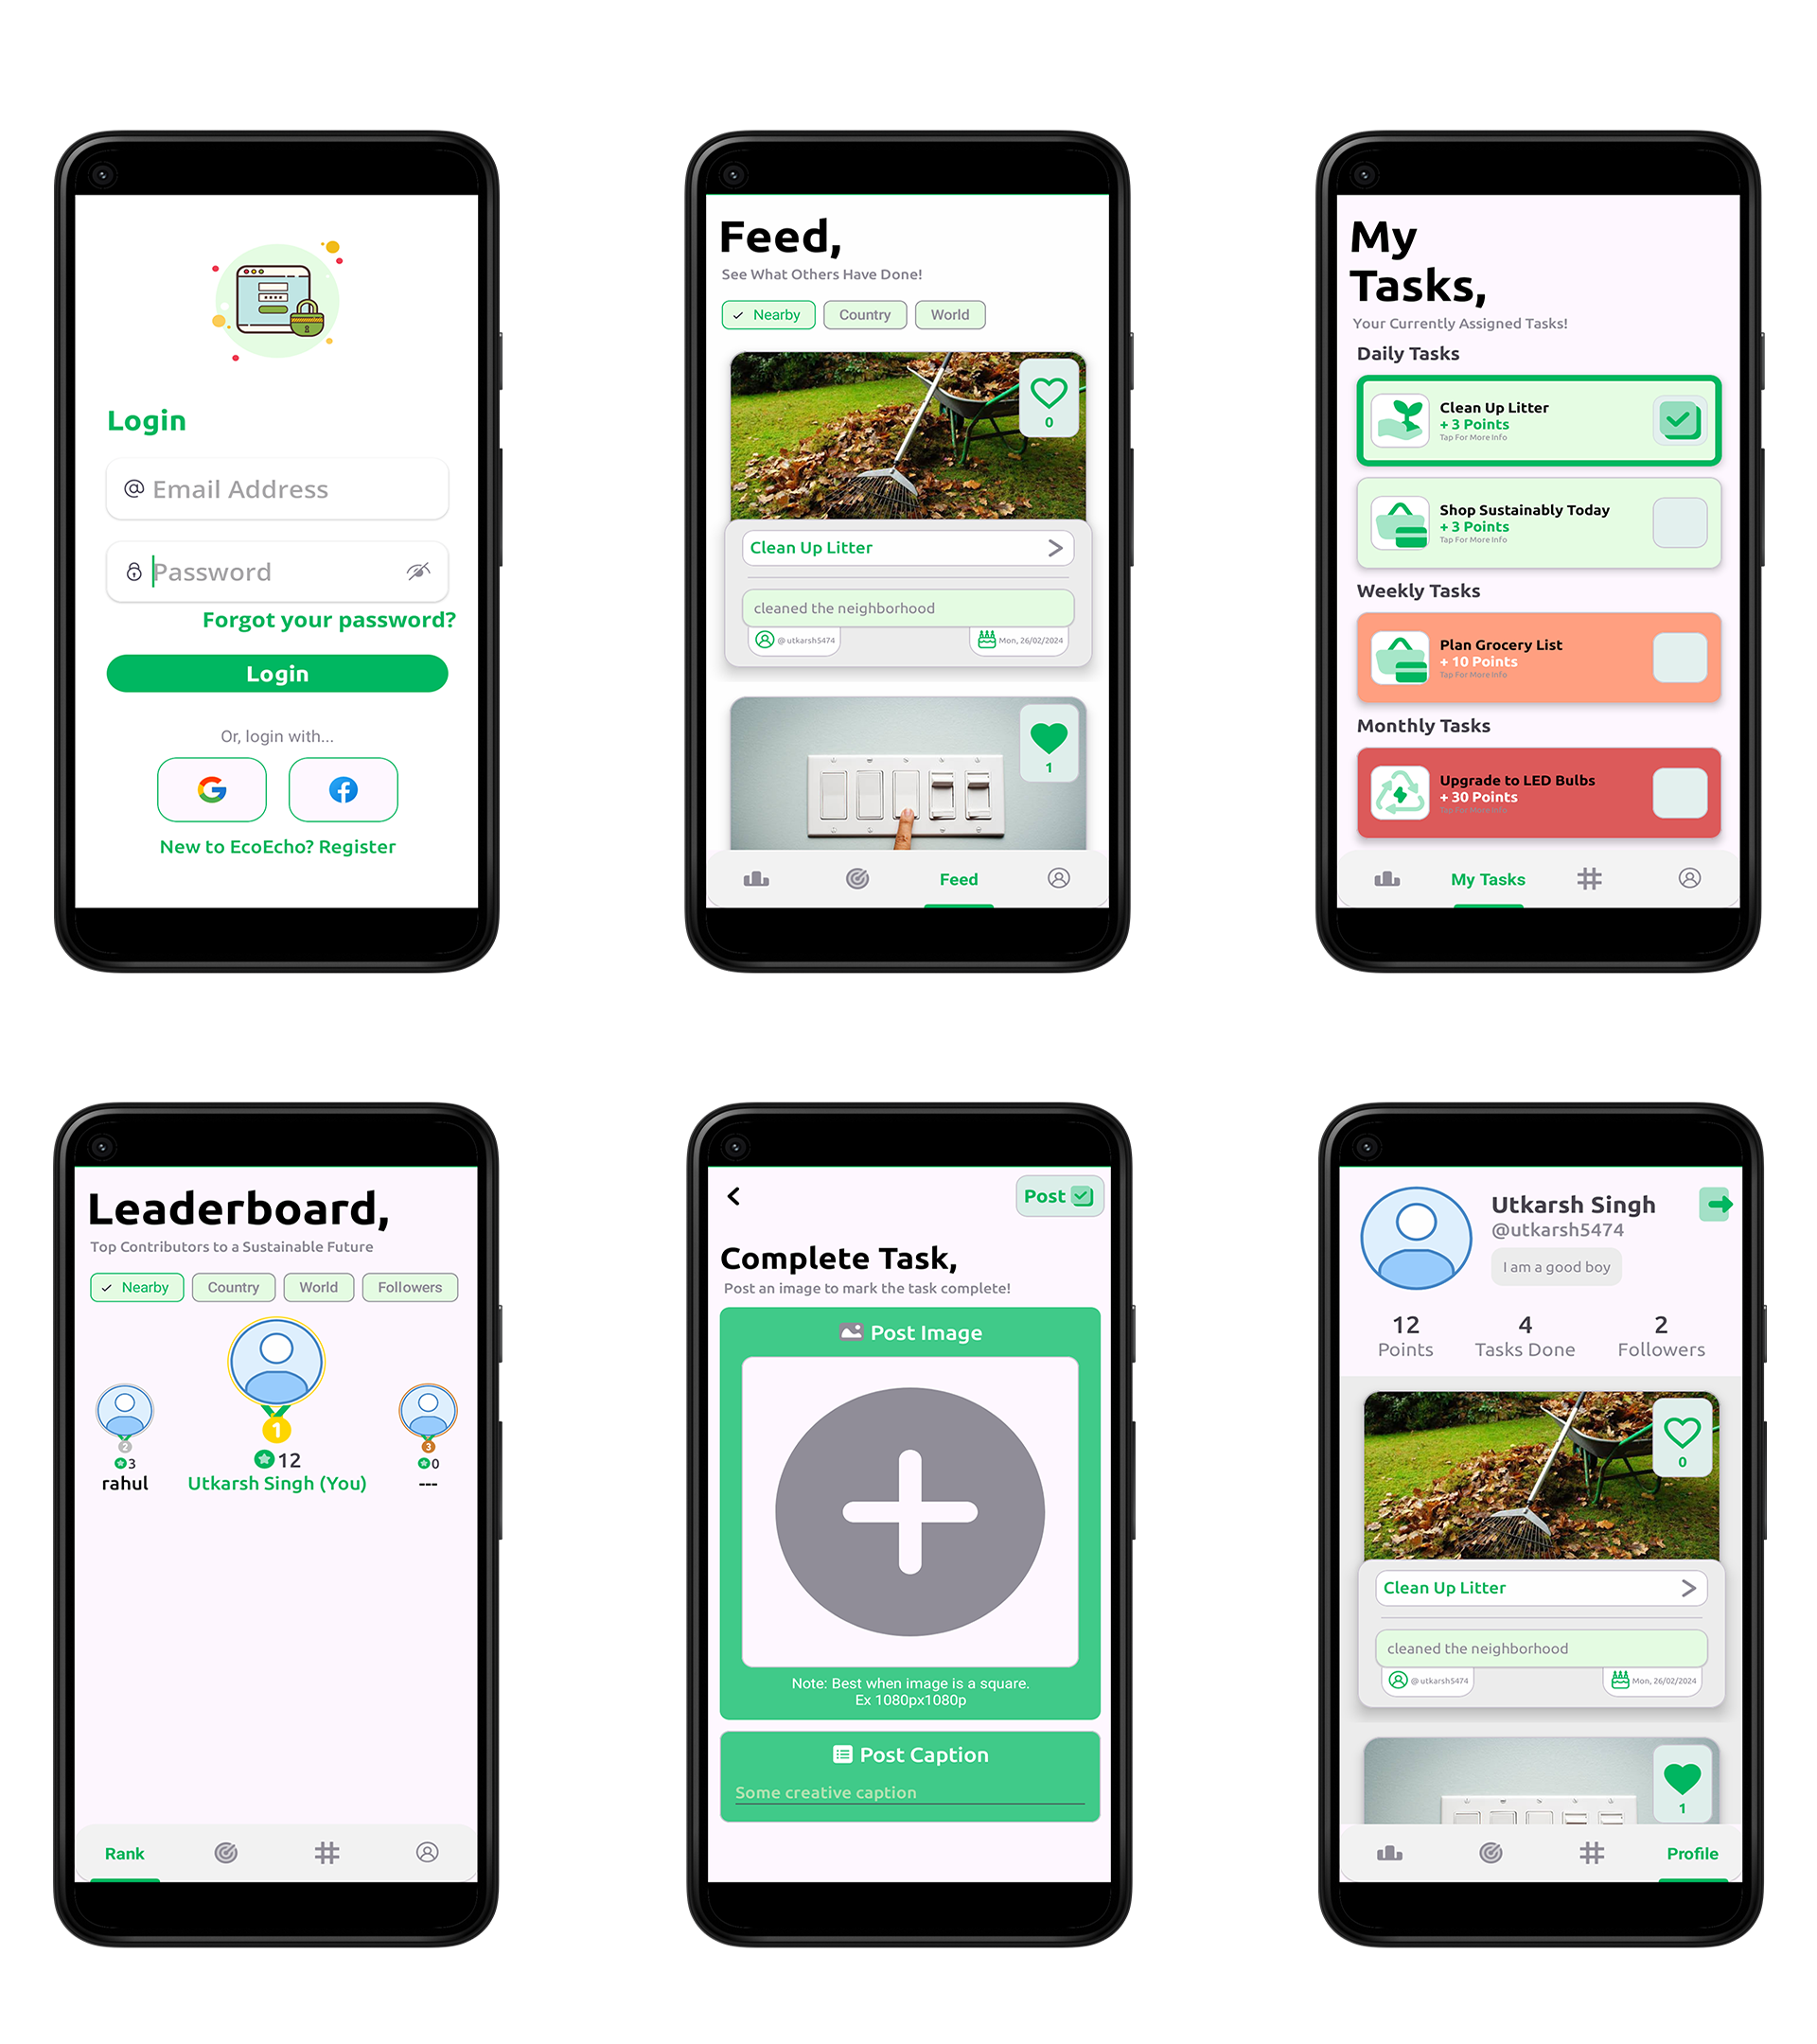 Login
@ Email Address
Password
Forgot your password?
Login
Or, login with...
New to EcoEcho? Register
Feed,
See What Others Have Done!
Nearby Country World
0
Clean Up Litter
cleaned the neighborhood
@utkarsh5474 Mon, 26/02/2024
1
Feed
My
Tasks,
Your Currently Assigned Tasks!
Daily Tasks
Clean Up Litter
+ 3 Points
Tap For More Info
Shop Sustainably Today
+ 3 Points
Tap For More Info
Weekly Tasks
Plan Grocery List
+ 10 Points
Tap For More Info
Monthly Tasks
Upgrade to LED Bulbs
+ 30 Points
Tap For More Info
My Tasks
Leaderboard,
Top Contributors to a Sustainable Future
Nearby Country World Followers
1
2
3
3
12
0
rahul
Utkarsh Singh (You)
---
Rank
Post
Complete Task,
Post an image to mark the task complete!
Post Image
Note: Best when image is a square.
Ex 1080px1080p
Post Caption
Some creative caption
Utkarsh Singh
@utkarsh5474
I am a good boy
12 4 2
Points Tasks Done Followers
0
Clean Up Litter
cleaned the neighborhood
@utkarsh5474 Mon, 26/02/2024
1
Profile